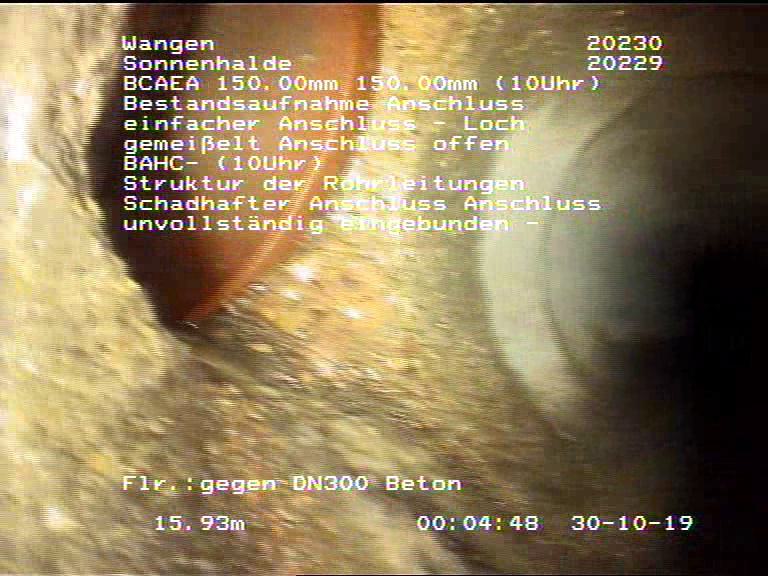 Wangen 20230
Sonnenhalde 20229
BCAEA 150.00mm 150.00mm (10Uhr)
Bestandsaufnahme Anschluss
einfacher Anschluss - Loch
gemeißelt Anschluss offen
BAHC- (10Uhr)
Struktur der Rohrleitungen
Schadhafter Anschluss Anschluss
unvollständig eingebunden -
Flr.:gegen DN300 Beton
15.93m 00:04:48 30-10-19